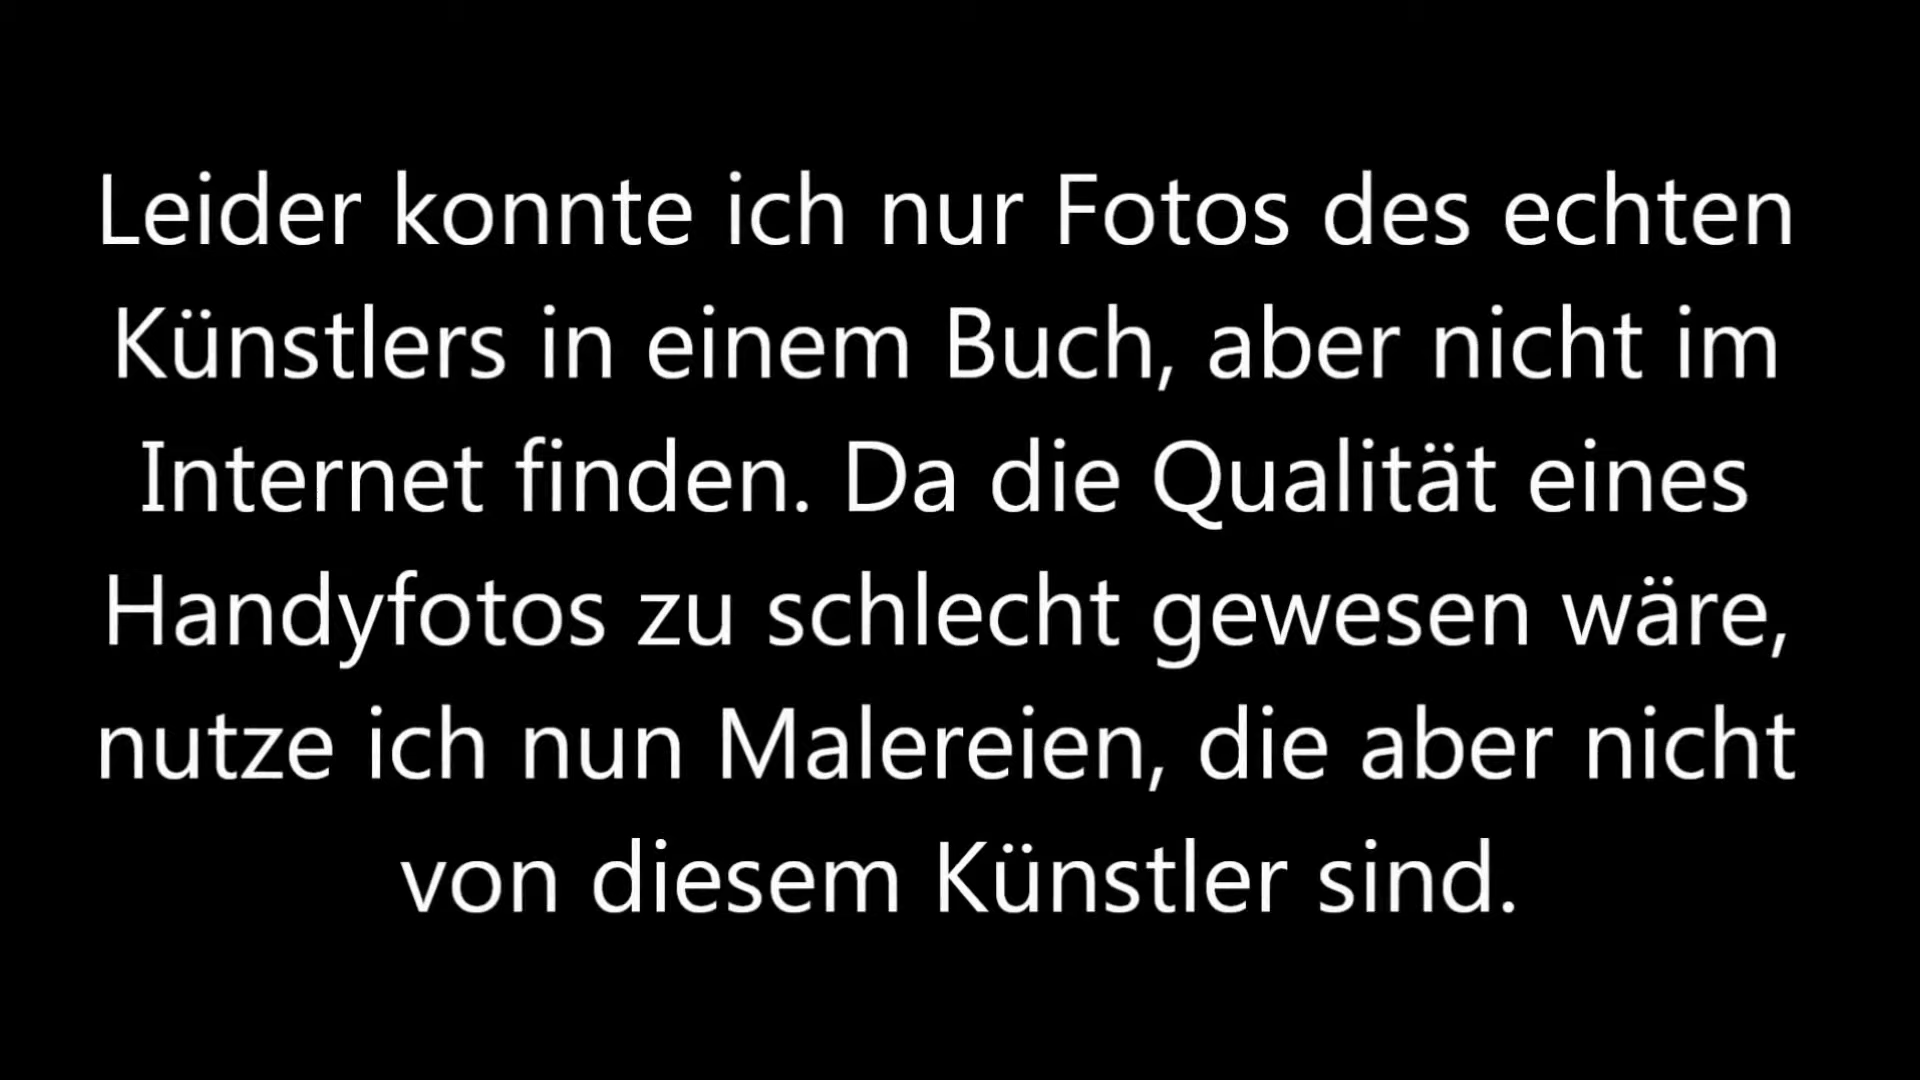 Leider konnte ich nur Fotos des echten
Künstlers in einem Buch, aber nicht im
Internet finden. Da die Qualität eines
Handyfotos zu schlecht gewesen wäre,
nutze ich nun Malereien, die aber nicht
von diesem Künstler sind.